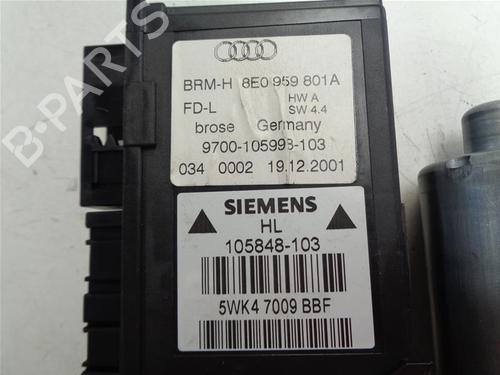 BRM-H 8E0 959 801A
FD-L HW A
SW 4.4
brose Germany
9700-105998-103
034 0002 19.12.2001
SIEMENS
HL
105848-103
5WK4 7009 BBF